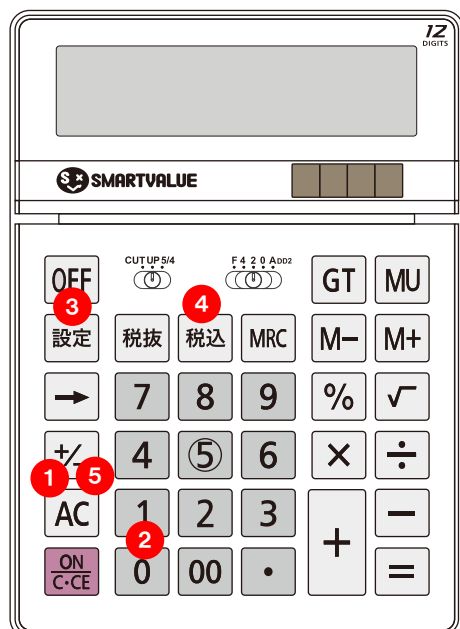 12
DIGITS
SMARTVALUE
CUT UP 5/4
F 4 2 0 ADD2
OFF
GT
MU
3
4
設定
税抜
税込
MRC
M−
M+
→
7
8
9
%
√
+/−
4
5
6
×
÷
1
5
AC
1
2
3
+
−
2
ON
C·CE
0
00
·
=